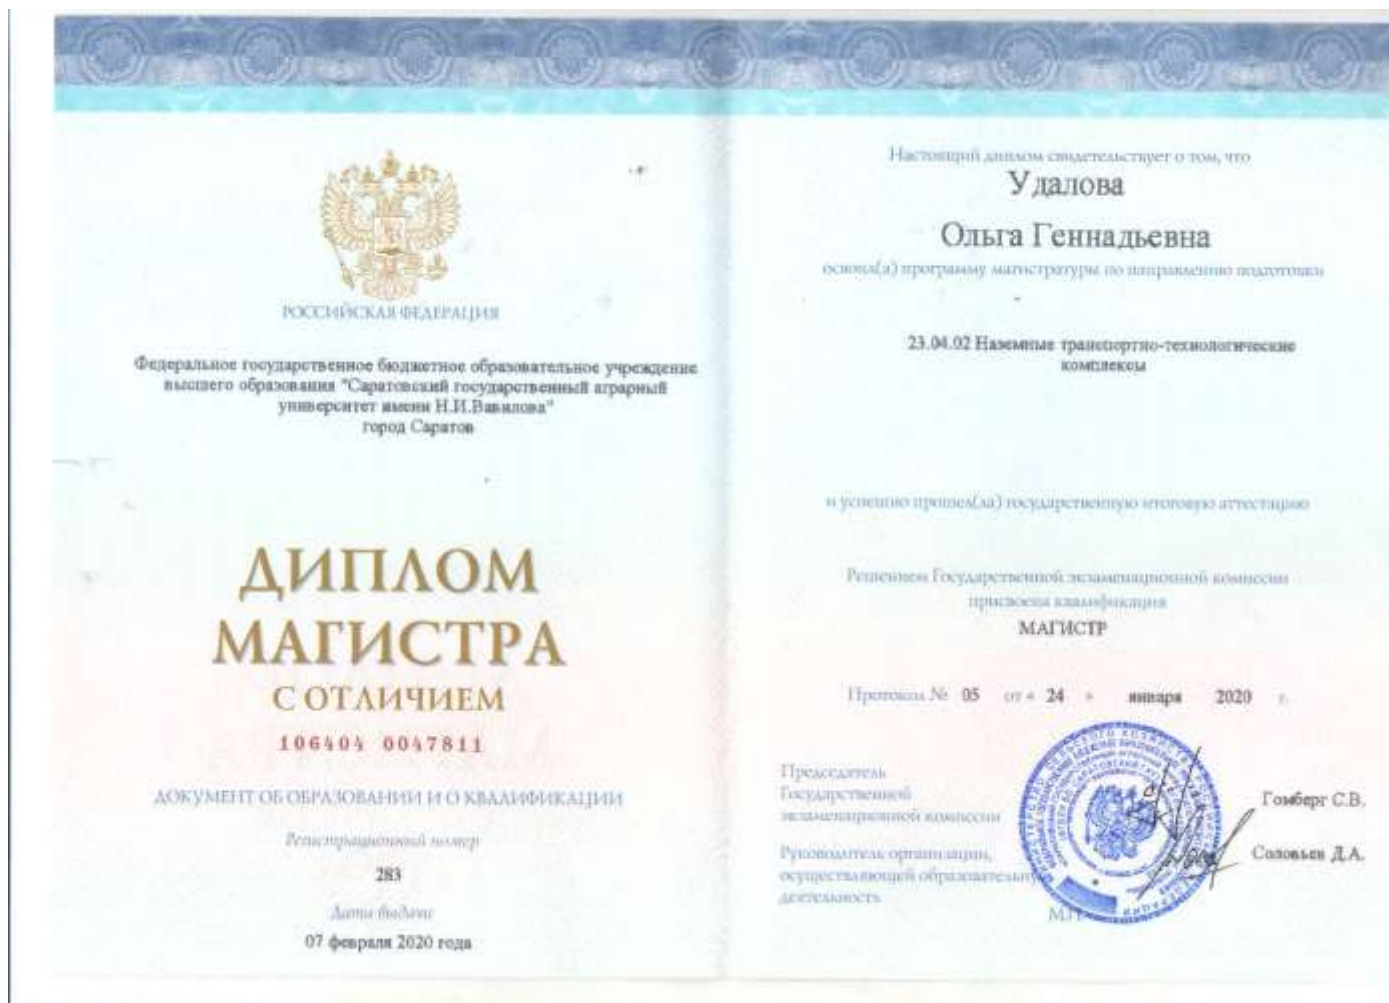 РОССИЙСКАЯ ФЕДЕРАЦИЯ
Федеральное государственное бюджетное образовательное учреждение
высшего образования "Саратовский государственный аграрный
университет имени Н.И.Вавилова"
город Саратов
ДИПЛОМ
МАГИСТРА
С ОТЛИЧИЕМ
106404 0047811
ДОКУМЕНТ ОБ ОБРАЗОВАНИИ И О КВАЛИФИКАЦИИ
Регистрационный номер
283
Дата выдачи
07 февраля 2020 года
Настоящий диплом свидетельствует о том, что
Удалова
Ольга Геннадьевна
освоил(а) программу магистратуры по направлению подготовки
23.04.02 Наземные транспортно-технологические
комплексы
и успешно прошел(ла) государственную итоговую аттестацию
Решением Государственной экзаменационной комиссии
присвоена квалификация
МАГИСТР
Протокол № 05 от « 24 » января 2020 г.
Председатель
Государственной
экзаменационной комиссии
Гомберг С.В.
Руководитель организации,
осуществляющей образовательную
деятельность
Соловьев Д.А.
М.П.